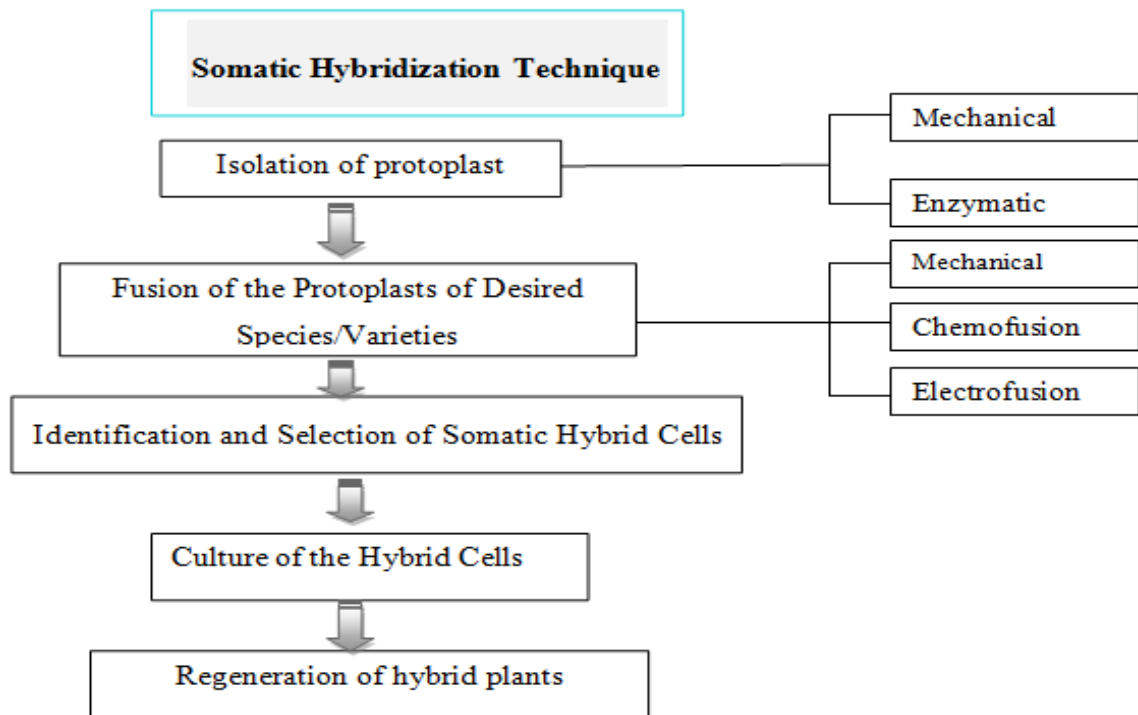 Somatic Hybridization Technique
Isolation of protoplast
Mechanical
Enzymatic
Fusion of the Protoplasts of Desired
Species/Varieties
Mechanical
Chemofusion
Electrofusion
Identification and Selection of Somatic Hybrid Cells
Culture of the Hybrid Cells
Regeneration of hybrid plants